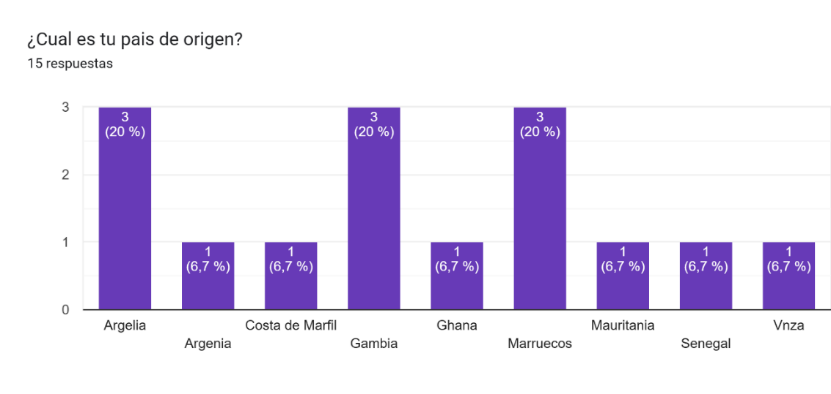 ¿Cual es tu pais de origen?
15 respuestas
3
2
1
0
3
(20 %)
1
(6,7 %)
1
(6,7 %)
3
(20 %)
1
(6,7 %)
3
(20 %)
1
(6,7 %)
1
(6,7 %)
1
(6,7 %)
Argelia
Argenia
Costa de Marfil
Gambia
Ghana
Marruecos
Mauritania
Senegal
Vnza